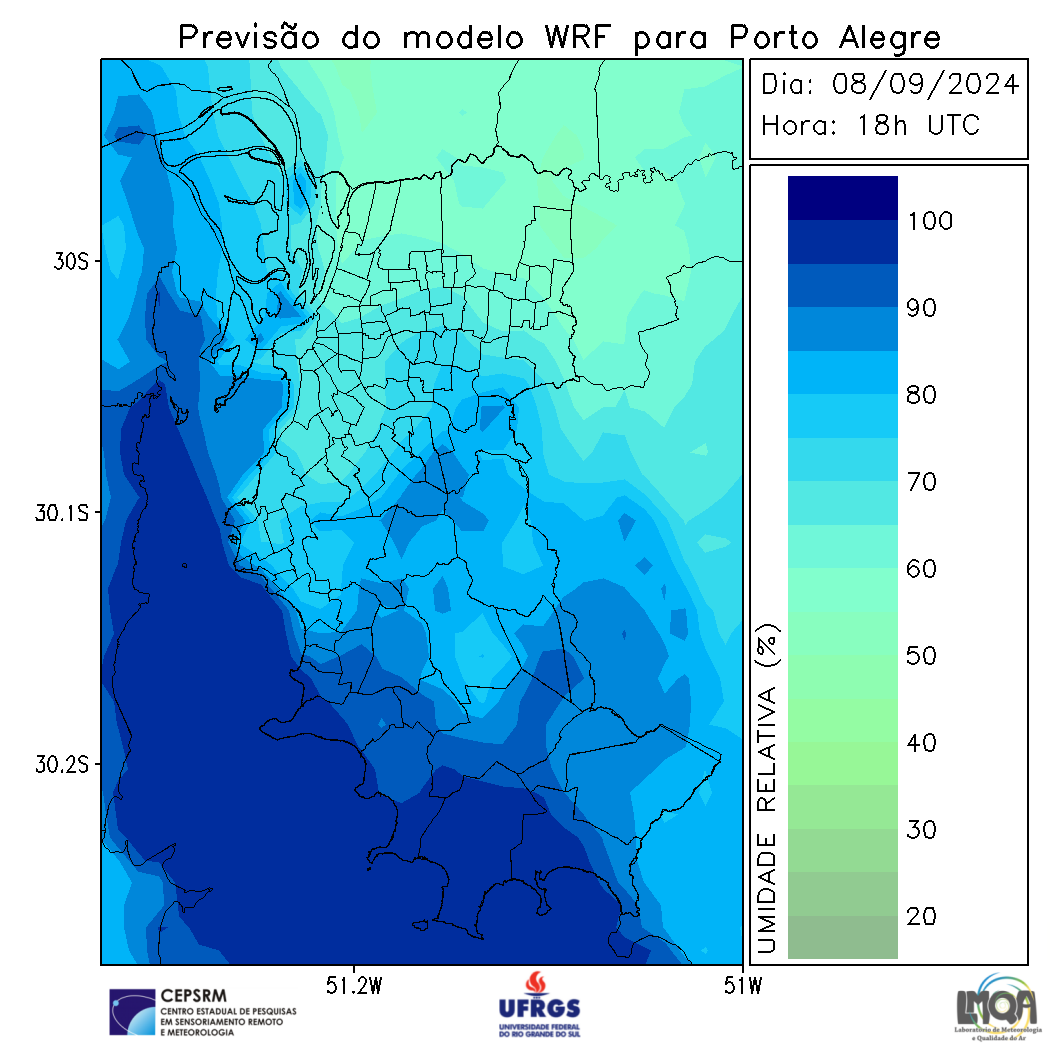 Previsão do modelo WRF para Porto Alegre
Dia: 08/09/2024
Hora: 18h UTC
30S
30.1S
30.2S
51.2W
51W
UMIDADE RELATIVA (%)
100
90
80
70
60
50
40
30
20
CEPSRM
CENTRO ESTADUAL DE PESQUISAS
EM SENSORIAMENTO REMOTO
E METEOROLOGIA
UFRGS
UNIVERSIDADE FEDERAL
DO RIO GRANDE DO SUL
LMQA
Laboratório de Meteorologia
e Qualidade do Ar